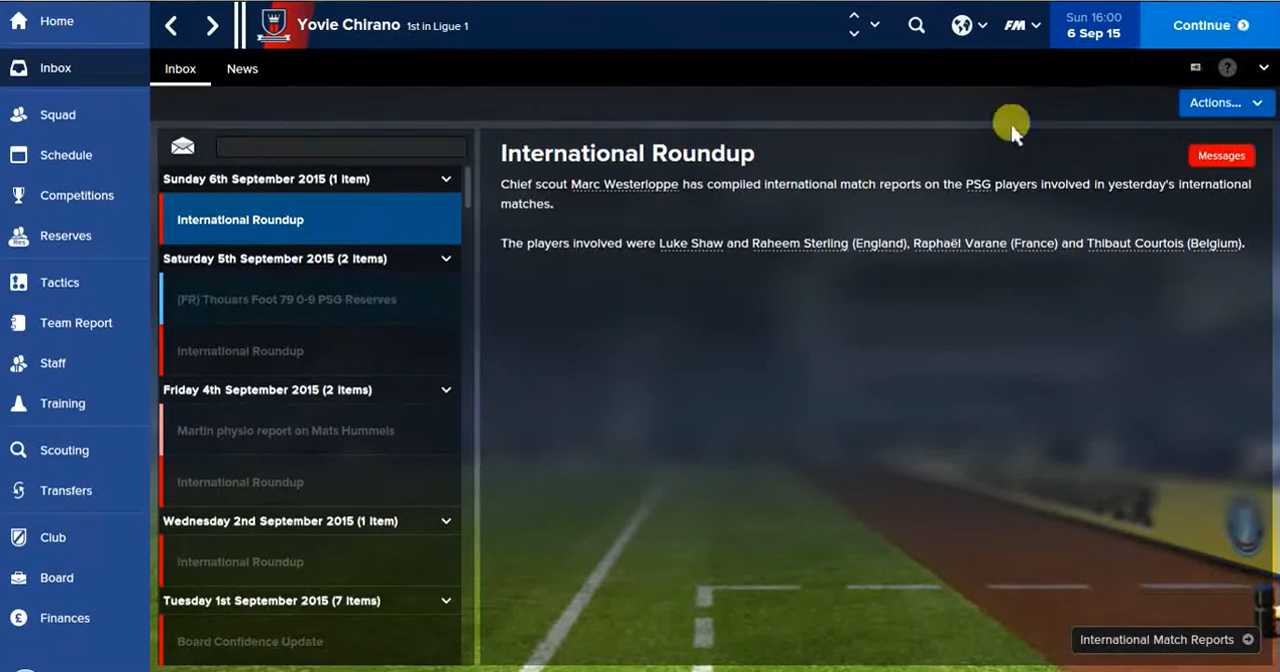 Home
Yovie Chirano 1st in Ligue 1
FM
Sun 16:00
6 Sep 15
Continue
Inbox
Inbox
News
?
Squad
Actions...
Schedule
Competitions
Reserves
Res
Tactics
Team Report
Staff
Training
Scouting
Transfers
Club
Board
£ Finances
Sunday 6th September 2015 (1 Item)
International Roundup
Saturday 5th September 2015 (2 Items)
(FR) Thouars Foot 79 0-9 PSG Reserves
International Roundup
Friday 4th September 2015 (2 Items)
Martin physio report on Mats Hummels
International Roundup
Wednesday 2nd September 2015 (1 Item)
International Roundup
Tuesday 1st September 2015 (7 Items)
Board Confidence Update
International Roundup
Messages
Chief scout Marc Westerloppe has compiled international match reports on the PSG players involved in yesterday's international
matches.
The players involved were Luke Shaw and Raheem Sterling (England), Raphaël Varane (France) and Thibaut Courtois (Belgium).
International Match Reports